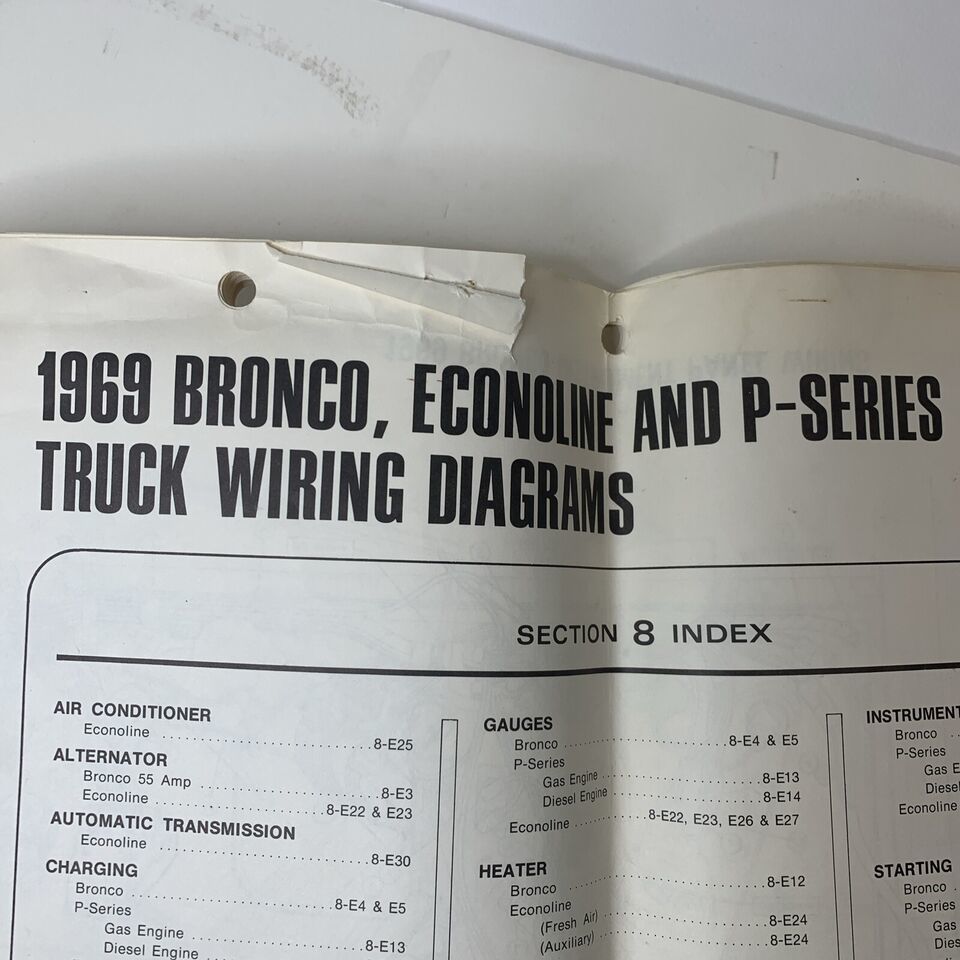 1969 BRONCO, ECONOLINE AND P-SERIES
TRUCK WIRING DIAGRAMS
SECTION 8 INDEX
AIR CONDITIONER
Econoline ........................8-E25
ALTERNATOR
Bronco 55 Amp ........................8-E3
Econoline ........................8-E22 & E23
AUTOMATIC TRANSMISSION
Econoline ........................8-E30
CHARGING
Bronco ........................8-E4 & E5
P-Series
Gas Engine ........................8-E13
Diesel Engine
GAUGES
Bronco ........................8-E4 & E5
P-Series
Gas Engine ........................8-E13
Diesel Engine ........................8-E14
Econoline ..........8-E22, E23, E26 & E27
HEATER
Bronco ........................8-E12
Econoline
(Fresh Air) ........................8-E24
(Auxiliary) ........................8-E24
INSTRUMENT
Bronco ..
P-Series
Gas E
Diese
Econoline
STARTING
Bronco .
P-Series
Gas
Dies